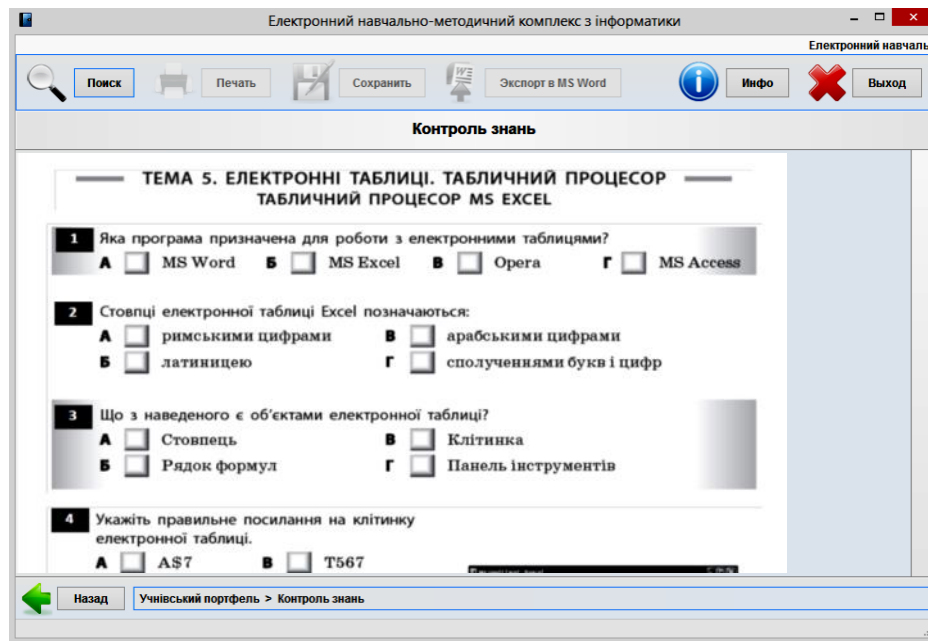 Електронний навчально-методичний комплекс з інформатики
Електронний навчаль
Поиск Печать Сохранить Экспорт в MS Word Инфо Выход
Контроль знань
ТЕМА 5. ЕЛЕКТРОННІ ТАБЛИЦІ. ТАБЛИЧНИЙ ПРОЦЕСОР
ТАБЛИЧНИЙ ПРОЦЕСОР MS EXCEL
1 Яка програма призначена для роботи з електронними таблицями?
А MS Word Б MS Excel В Opera Г MS Access
2 Стовпці електронної таблиці Excel позначаються:
А римськими цифрами В арабськими цифрами
Б латиницею Г сполученнями букв і цифр
3 Що з наведеного є об'єктами електронної таблиці?
А Стовпець В Клітинка
Б Рядок формул Г Панель інструментів
4 Укажіть правильне посилання на клітинку
електронної таблиці.
А A$7 В T567
Назад Учнівський портфель > Контроль знань